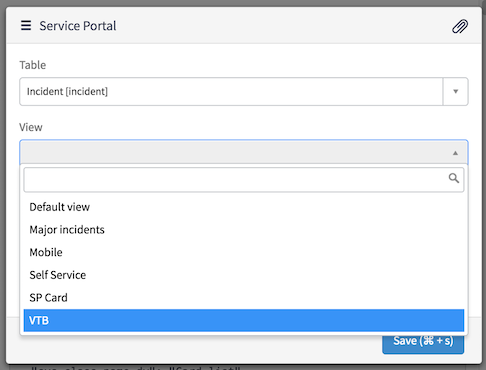 Service Portal
Table
Incident [incident]
View
Default view
Major incidents
Mobile
Self Service
SP Card
VTB
Save (⌘ + s)